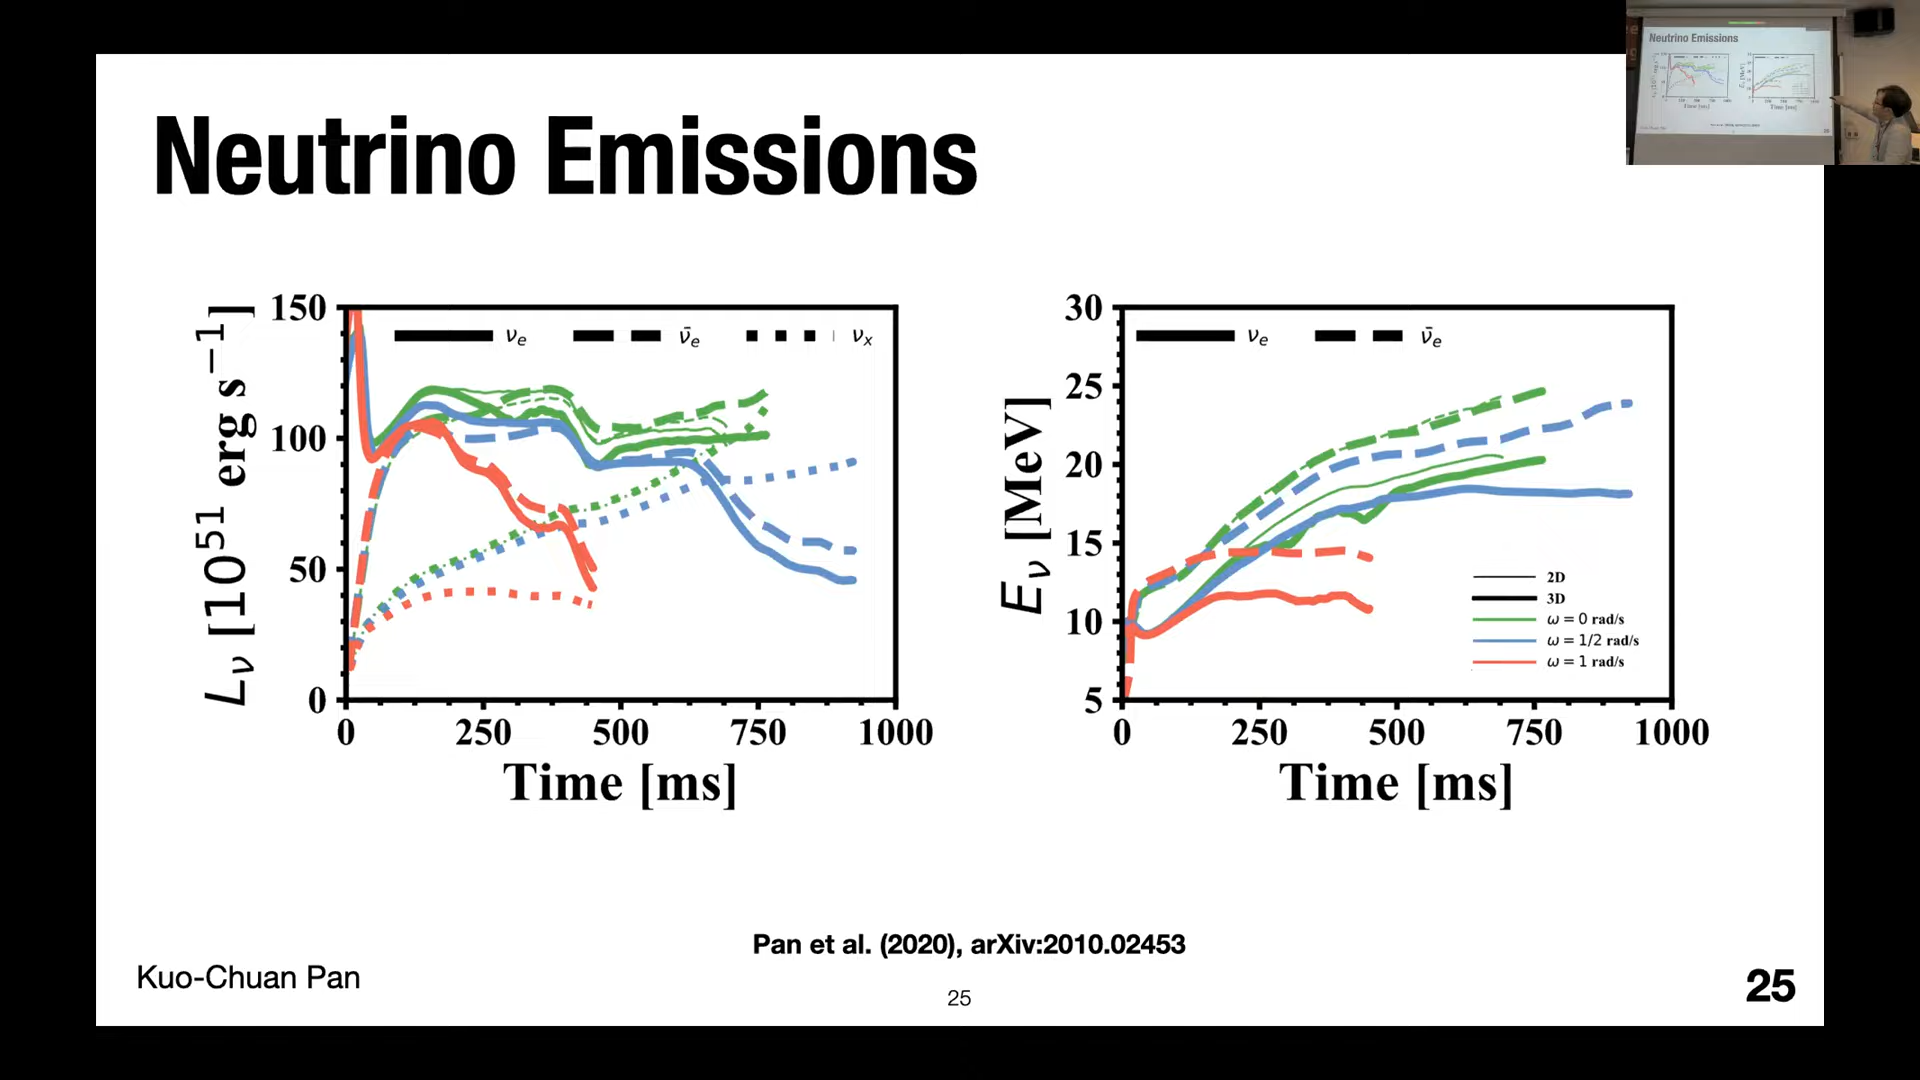 Neutrino Emissions
Neutrino Emissions
L_ν [10^51 erg s^−1]
150
100
50
0
ν_e
ν̄_e
ν_x
0 250 500 750 1000
Time [ms]
E_ν [MeV]
30
25
20
15
10
5
ν_e
ν̄_e
2D
3D
ω = 0 rad/s
ω = 1/2 rad/s
ω = 1 rad/s
0 250 500 750 1000
Time [ms]
Pan et al. (2020), arXiv:2010.02453
Kuo-Chuan Pan
25
25